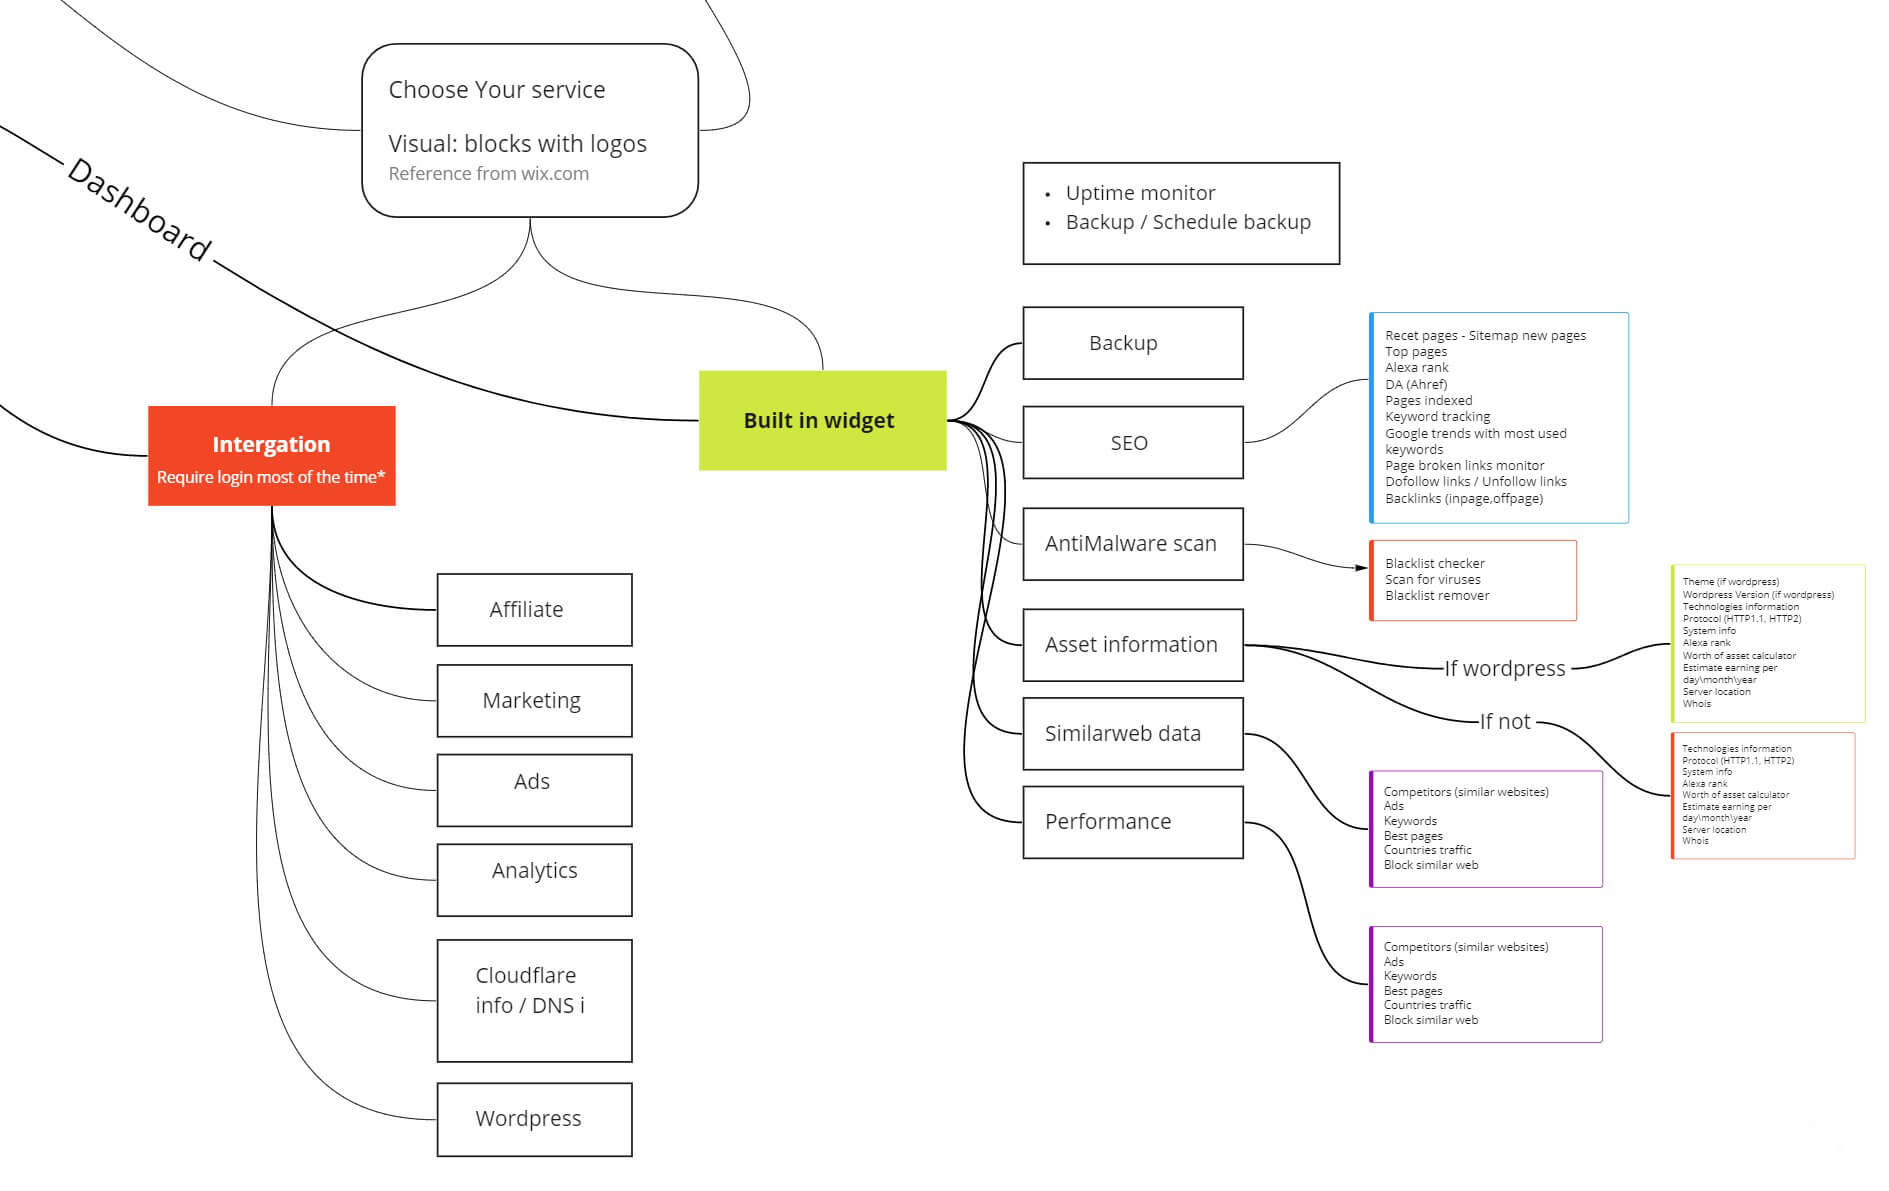 Choose Your service
Visual: blocks with logos
Reference from wix.com
Dashboard
Uptime monitor
Backup / Schedule backup
Intergation
Require login most of the time*
Built in widget
Affiliate
Marketing
Ads
Analytics
Cloudflare
info / DNS i
Wordpress
Backup
SEO
AntiMalware scan
Asset information
Similarweb data
Performance
Recet pages - Sitemap new pages
Top pages
Alexa rank
DA (Ahref)
Pages indexed
Keyword tracking
Google trends with most used
keywords
Page broken links monitor
Dofollow links / Unfollow links
Backlinks (inpage,offpage)
Blacklist checker
Scan for viruses
Blacklist remover
If wordpress
If not
Theme (if wordpress)
Wordpress Version (if wordpress)
Technologies information
Protocol (HTTP1.1, HTTP2)
System info
Alexa rank
Worth of asset calculator
Estimate earning per
day\month\year
Server location
Whois
Technologies information
Protocol (HTTP1.1, HTTP2)
System info
Alexa rank
Worth of asset calculator
Estimate earning per
day\month\year
Server location
Whois
Competitors (similar websites)
Ads
Keywords
Best pages
Countries traffic
Block similar web
Competitors (similar websites)
Ads
Keywords
Best pages
Countries traffic
Block similar web